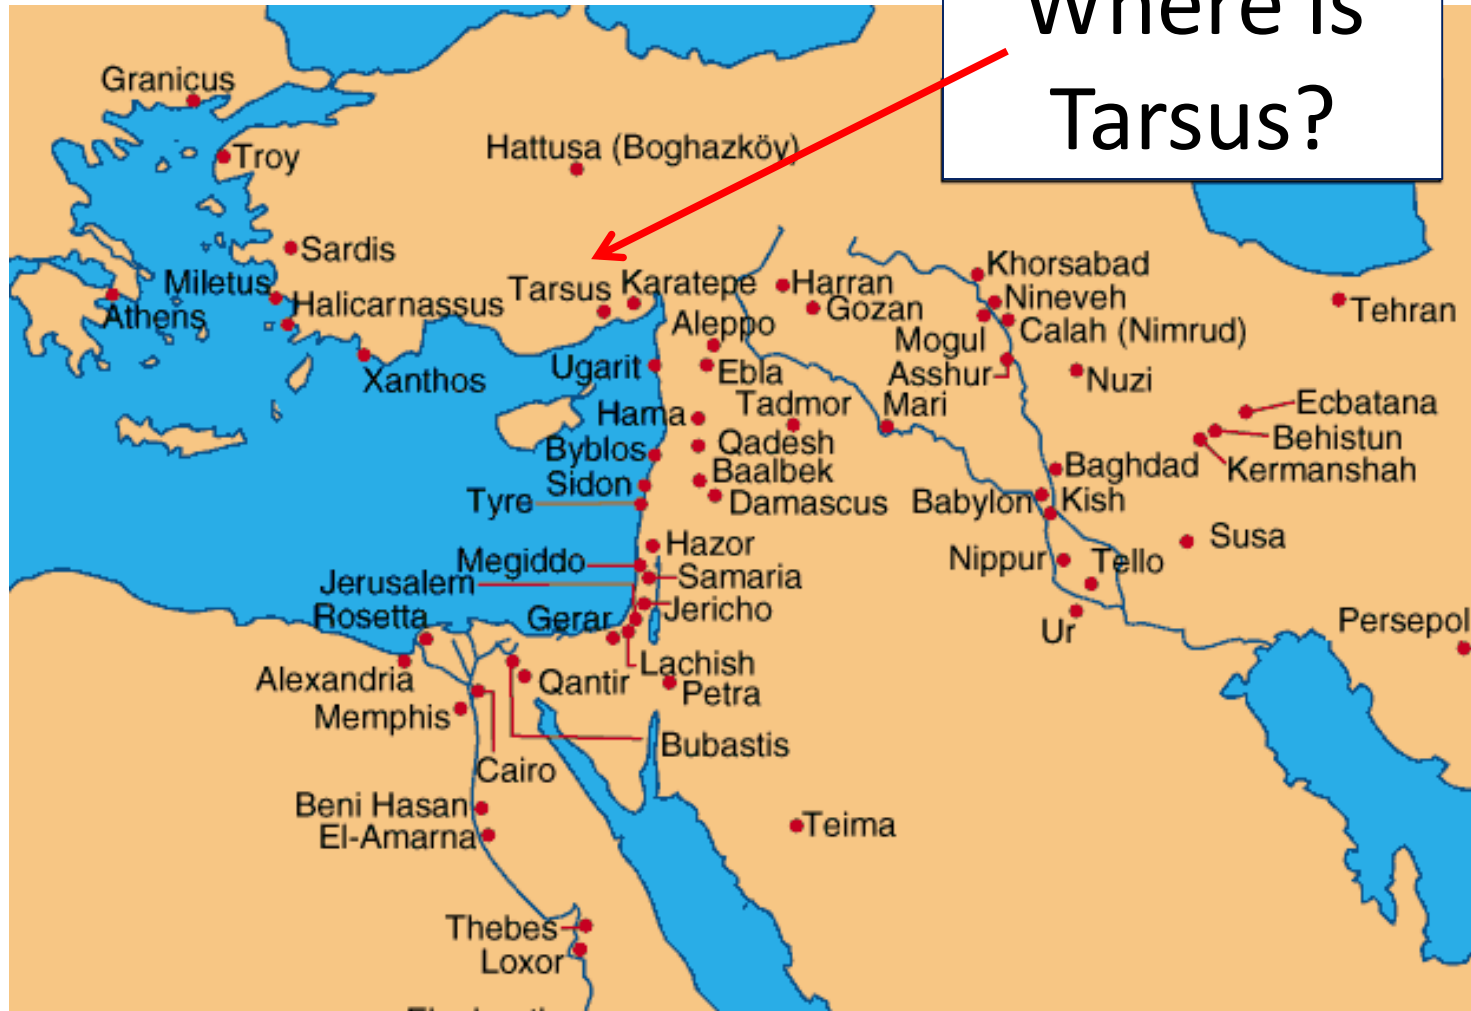 Where is
Tarsus?
Granicus
Troy
Hattusa (Boghazköy)
Sardis
Miletus
Halicarnassus
Athens
Xanthos
Tarsus
Karatepe
Harran
Gozan
Khorsabad
Nineveh
Mogul
Calah (Nimrud)
Asshur
Nuzi
Tehran
Aleppo
Ugarit
Ebla
Hama
Tadmor
Mari
Ecbatana
Behistun
Kermanshah
Qadesh
Byblos
Baalbek
Sidon
Damascus
Tyre
Baghdad
Babylon
Kish
Susa
Nippur
Tello
Ur
Persepol
Hazor
Megiddo
Samaria
Jerusalem
Jericho
Rosetta
Gerar
Lachish
Alexandria
Qantir
Petra
Memphis
Bubastis
Cairo
Beni Hasan
El-Amarna
Teima
Thebes
Loxor